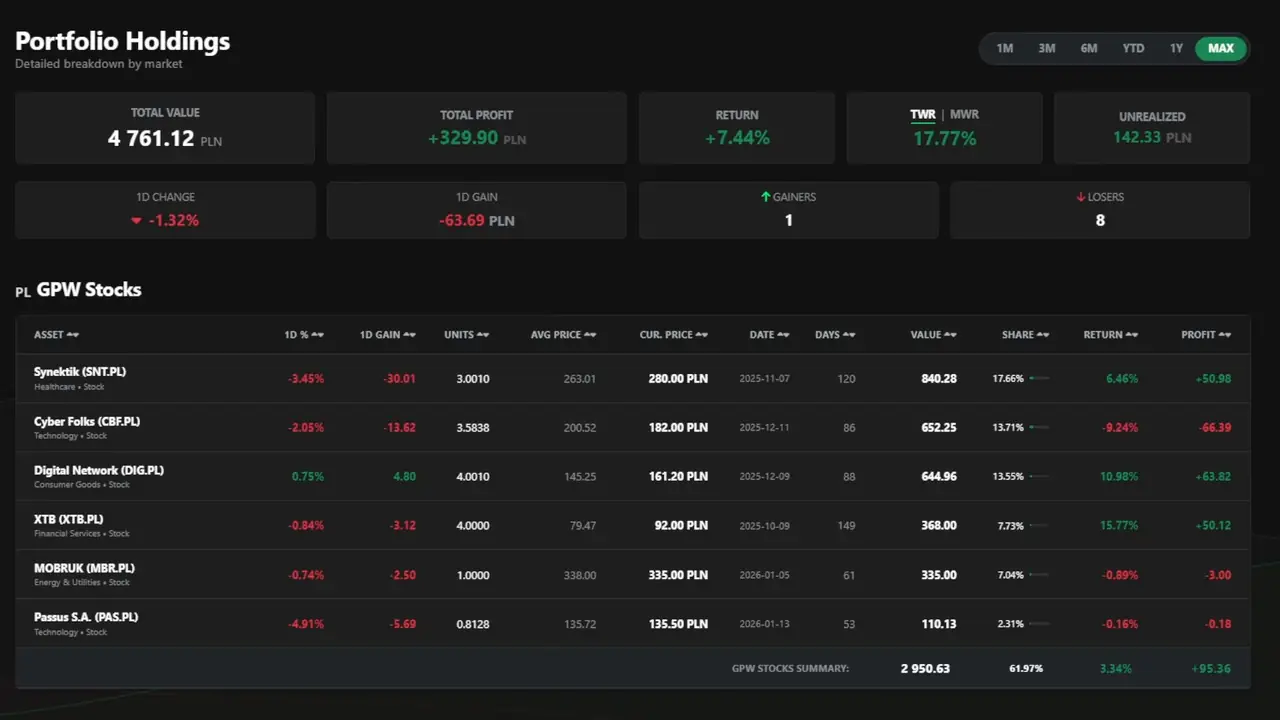 Portfolio Holdings
Detailed breakdown by market
1M 3M 6M YTD 1Y MAX
TOTAL VALUE
4 761.12 PLN
TOTAL PROFIT
+329.90 PLN
RETURN
+7.44%
TWR | MWR
17.77%
UNREALIZED
142.33 PLN
1D CHANGE
-1.32%
1D GAIN
-63.69 PLN
GAINERS
1
LOSERS
8
PL GPW Stocks
ASSET 1D % 1D GAIN UNITS AVG PRICE CUR. PRICE DATE DAYS VALUE SHARE RETURN PROFIT
Synektik (SNT.PL)
Healthcare • Stock
-3.45% -30.01 3.0010 263.01 280.00 PLN 2025-11-07 120 840.28 17.66% 6.46% +50.98
Cyber Folks (CBF.PL)
Technology • Stock
-2.05% -13.62 3.5838 200.52 182.00 PLN 2025-12-11 86 652.25 13.71% -9.24% -66.39
Digital Network (DIG.PL)
Consumer Goods • Stock
0.75% 4.80 4.0010 145.25 161.20 PLN 2025-12-09 88 644.96 13.55% 10.98% +63.82
XTB (XTB.PL)
Financial Services • Stock
-0.84% -3.12 4.0000 79.47 92.00 PLN 2025-10-09 149 368.00 7.73% 15.77% +50.12
MOBRUK (MBR.PL)
Energy & Utilities • Stock
-0.74% -2.50 1.0000 338.00 335.00 PLN 2026-01-05 61 335.00 7.04% -0.89% -3.00
Passus S.A. (PAS.PL)
Technology • Stock
-4.91% -5.69 0.8128 135.72 135.50 PLN 2026-01-13 53 110.13 2.31% -0.16% -0.18
GPW STOCKS SUMMARY: 2 950.63 61.97% 3.34% +95.36